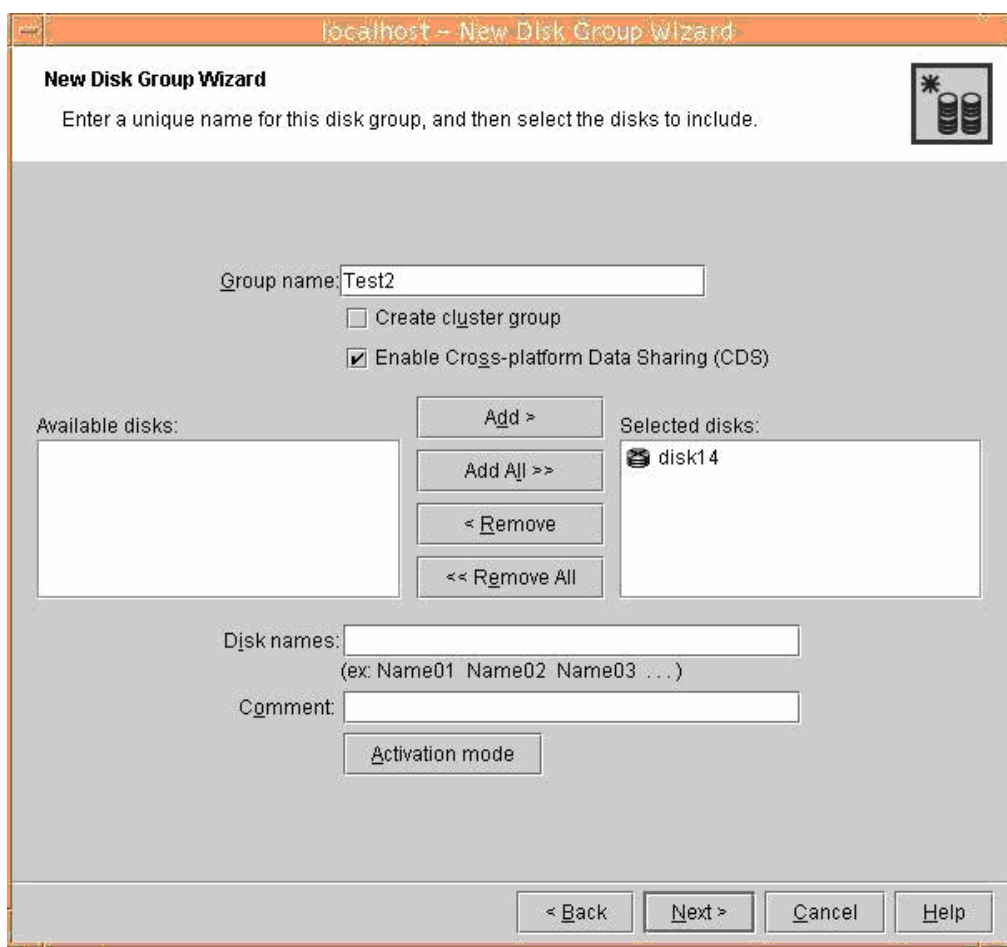 localhost – New Disk Group Wizard
New Disk Group Wizard
Enter a unique name for this disk group, and then select the disks to include.
Group name: Test2
Create cluster group
Enable Cross-platform Data Sharing (CDS)
Available disks:
Add >
Add All >>
< Remove
<< Remove All
Selected disks:
disk14
Disk names:
(ex: Name01 Name02 Name03 . . . )
Comment:
Activation mode
< Back
Next >
Cancel
Help